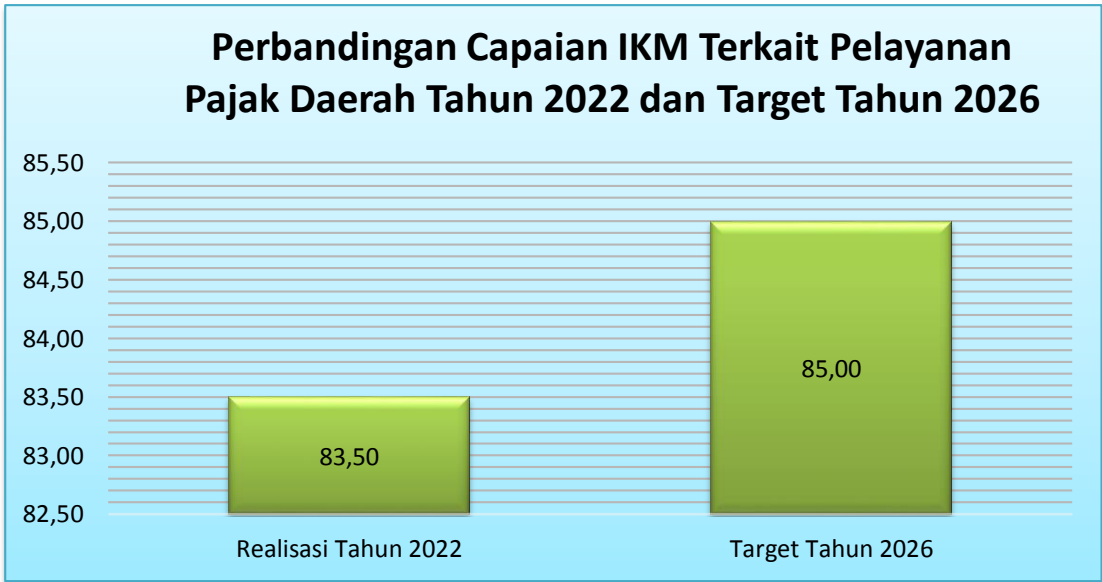 Perbandingan Capaian IKM Terkait Pelayanan
Pajak Daerah Tahun 2022 dan Target Tahun 2026
85,50
85,00
84,50
84,00
83,50
83,00
82,50
83,50
85,00
Realisasi Tahun 2022
Target Tahun 2026